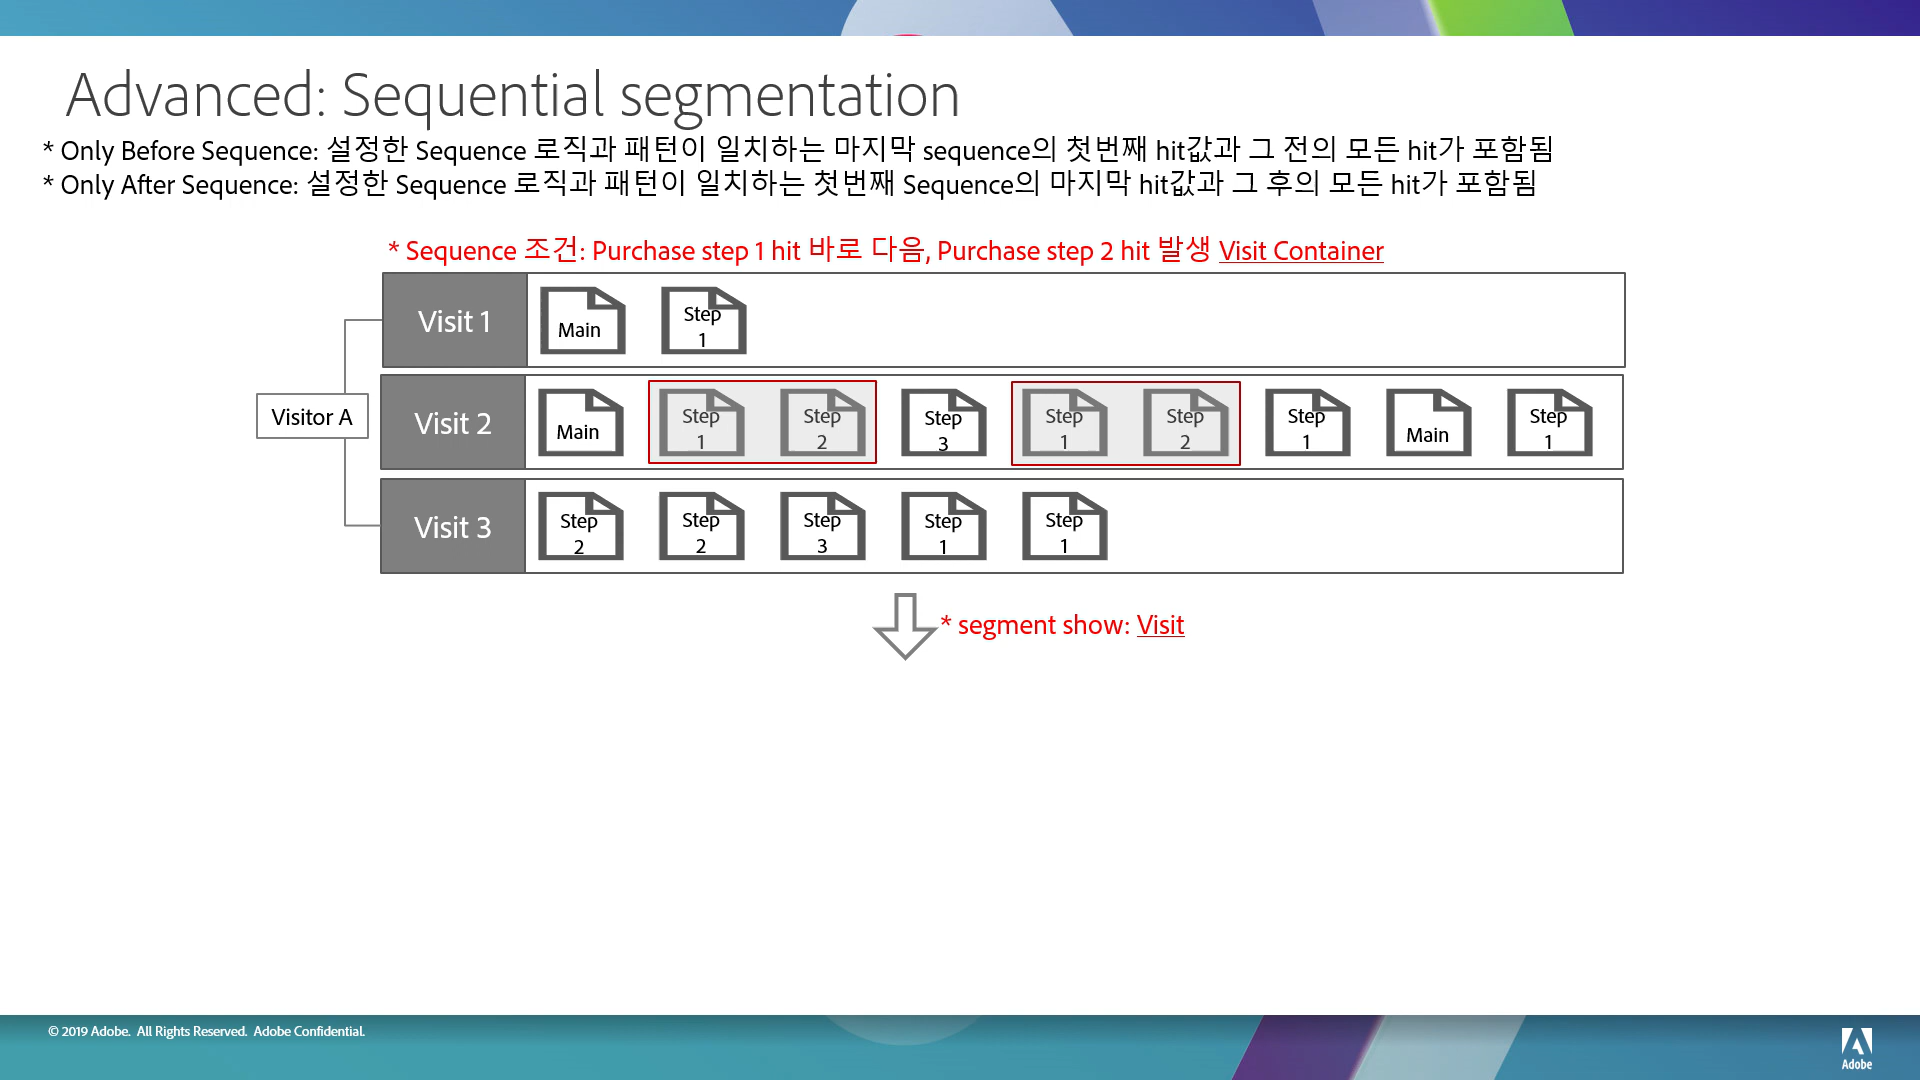 Advanced: Sequential segmentation
* Only Before Sequence: 설정한 Sequence 로직과 패턴이 일치하는 마지막 sequence의 첫번째 hit값과 그 전의 모든 hit가 포함됨
* Only After Sequence: 설정한 Sequence 로직과 패턴이 일치하는 첫번째 Sequence의 마지막 hit값과 그 후의 모든 hit가 포함됨
* Sequence 조건: Purchase step 1 hit 바로 다음, Purchase step 2 hit 발생 Visit Container
Visitor A
Visit 1
Main
Step
1
Visit 2
Main
Step
1
Step
2
Step
3
Step
1
Step
2
Step
1
Main
Step
1
Visit 3
Step
2
Step
2
Step
3
Step
1
Step
1
* segment show: Visit
© 2019 Adobe. All Rights Reserved. Adobe Confidential.
Adobe